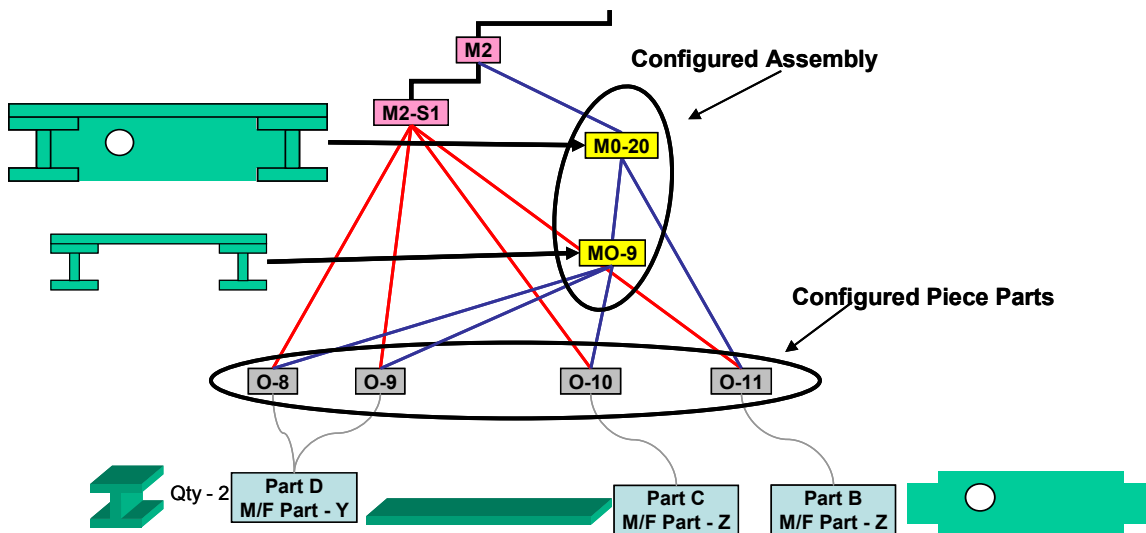 M2
Configured Assembly
M2-S1
M0-20
MO-9
Configured Piece Parts
O-8
O-9
O-10
O-11
Qty - 2
Part D
M/F Part - Y
Part C
M/F Part - Z
Part B
M/F Part - Z